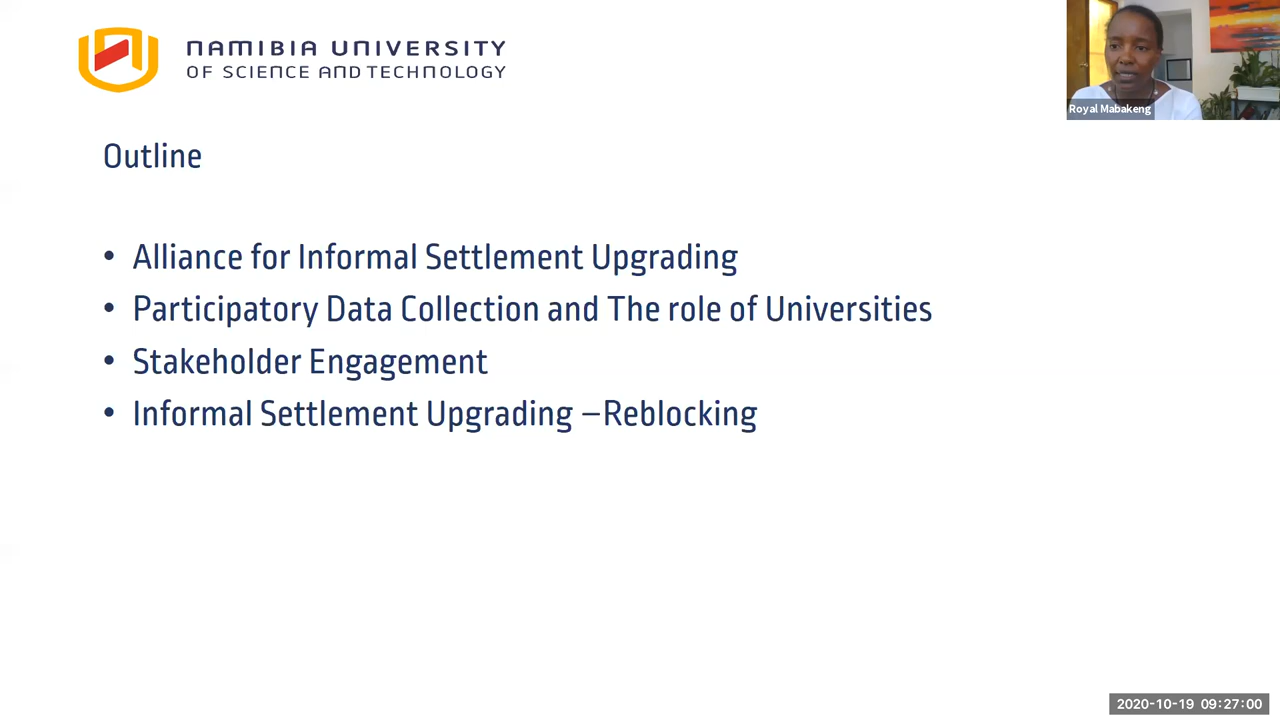 NAMIBIA UNIVERSITY
OF SCIENCE AND TECHNOLOGY
Royal Mabakeng
Outline
• Alliance for Informal Settlement Upgrading
• Participatory Data Collection and The role of Universities
• Stakeholder Engagement
• Informal Settlement Upgrading –Reblocking
2020-10-19 09:27:00